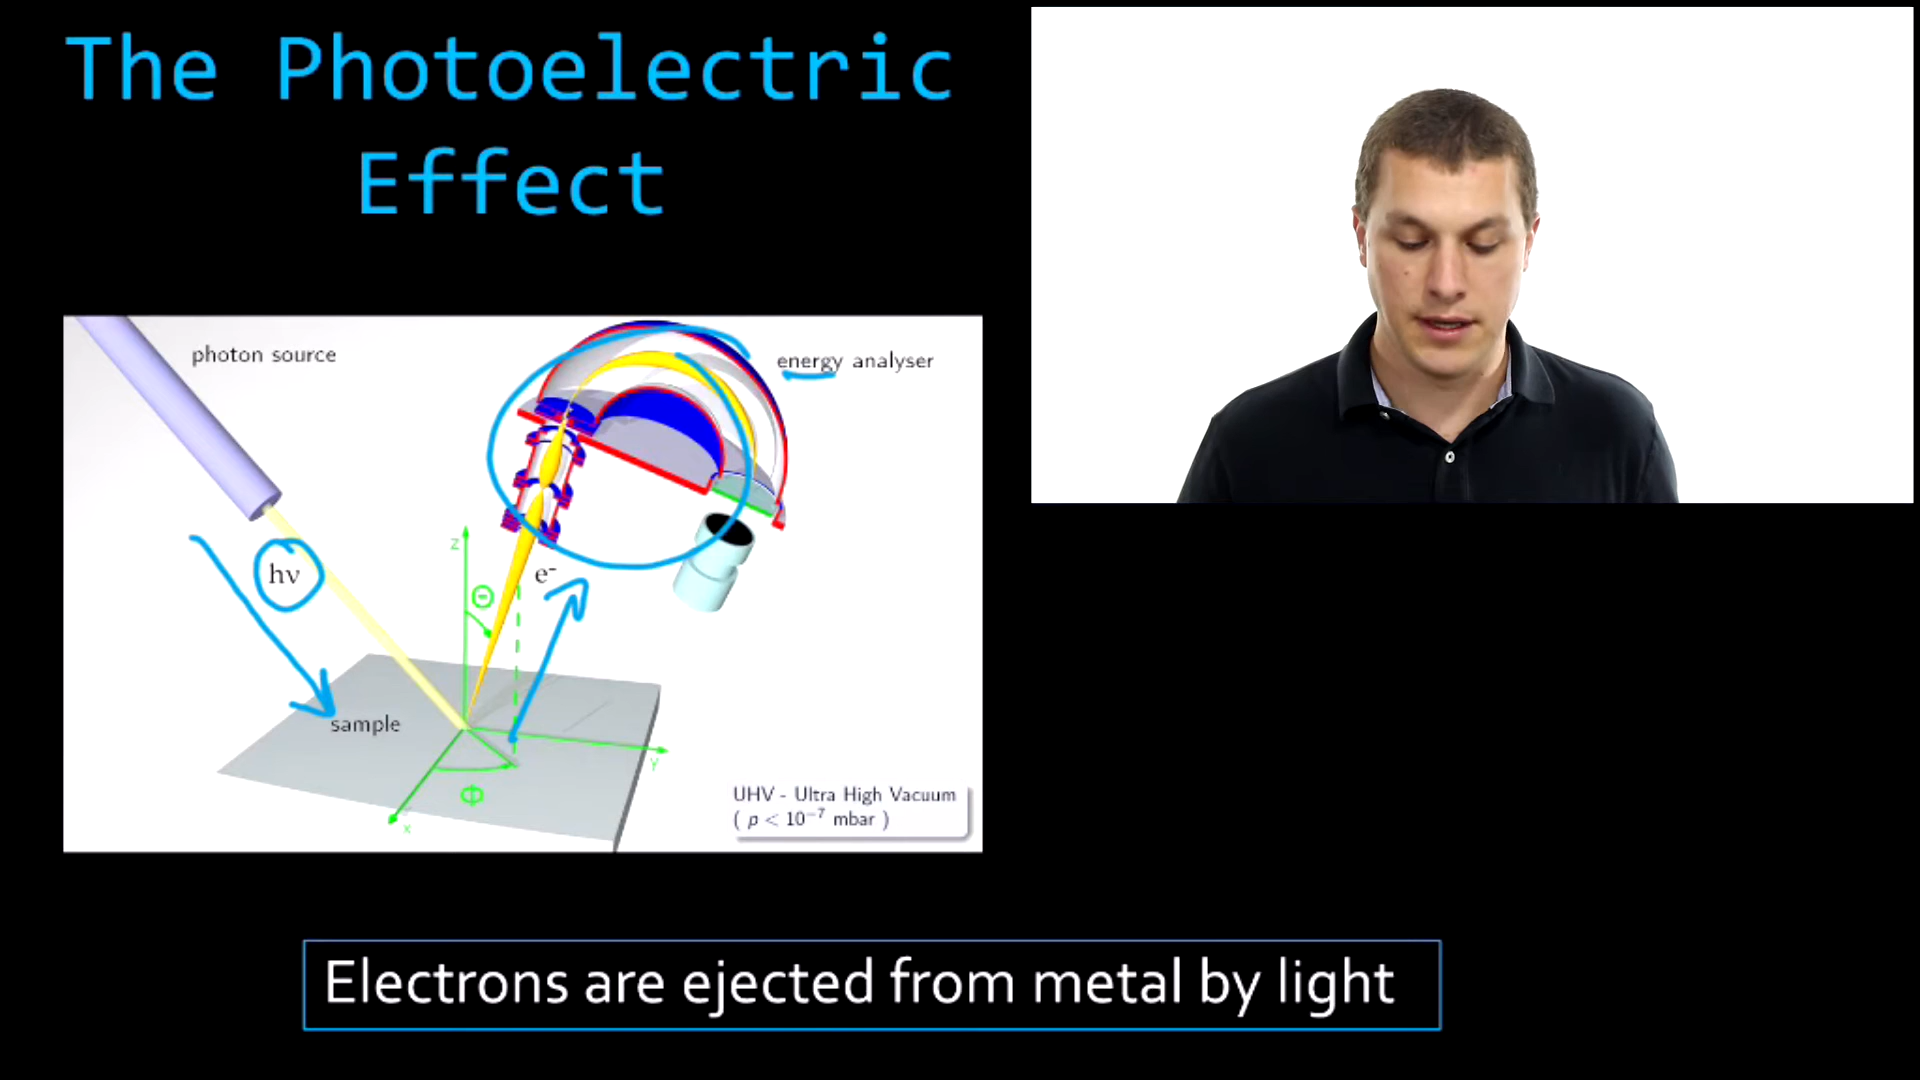 The Photoelectric
Effect
photon source
energy analyser
hν
e⁻
z
Θ
sample
y
Φ
x
UHV - Ultra High Vacuum
( p < 10⁻⁷ mbar )
Electrons are ejected from metal by light